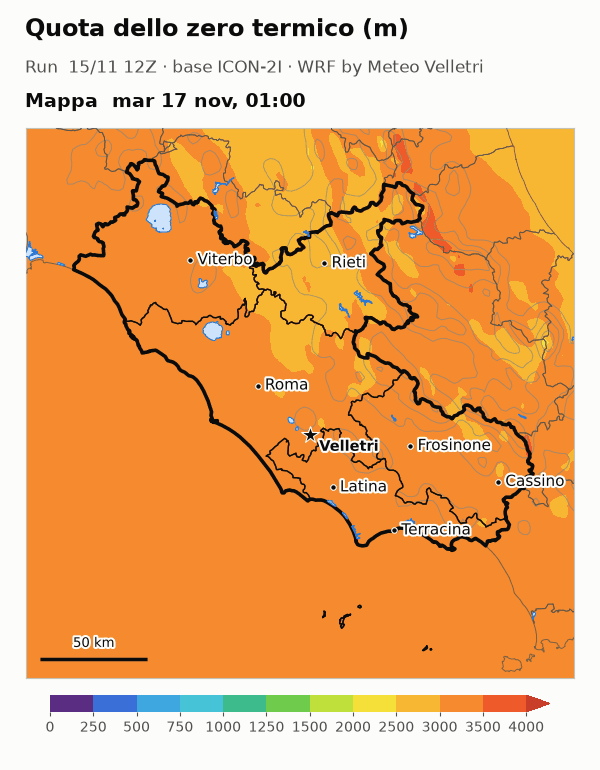 Quota dello zero termico (m)
Run  15/11 12Z · base ICON-2I · WRF by Meteo Velletri
Mappa  mar 17 nov, 01:00
Viterbo
Rieti
Roma
Velletri
Frosinone
Latina
Cassino
Terracina
50 km
0 250 500 750 1000 1250 1500 2000 2500 3000 3500 4000